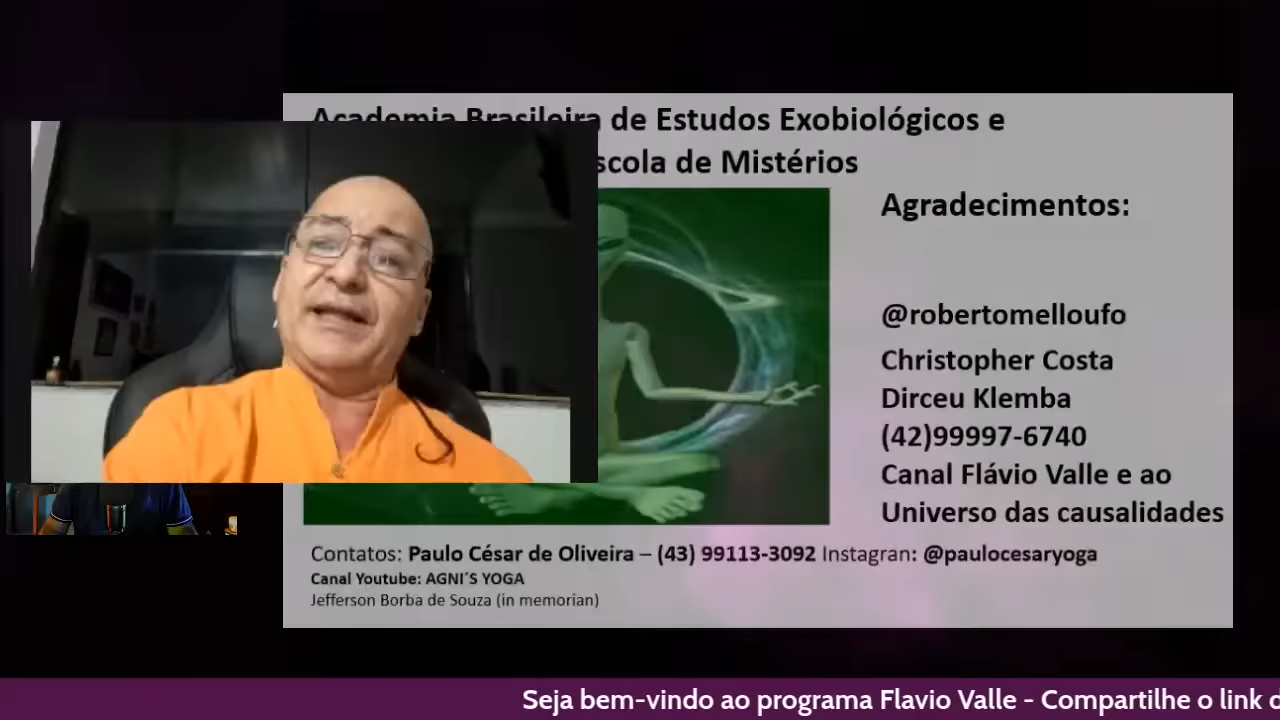 Academia Brasileira de Estudos Exobiológicos e
scola de Mistérios
Agradecimentos:
@robertomelloufo
Christopher Costa
Dirceu Klemba
(42)99997-6740
Canal Flávio Valle e ao
Universo das causalidades
Contatos: Paulo César de Oliveira – (43) 99113-3092 Instagran: @paulocesaryoga
Canal Youtube: AGNI´S YOGA
Jefferson Borba de Souza (in memorian)
Seja bem-vindo ao programa Flavio Valle - Compartilhe o link